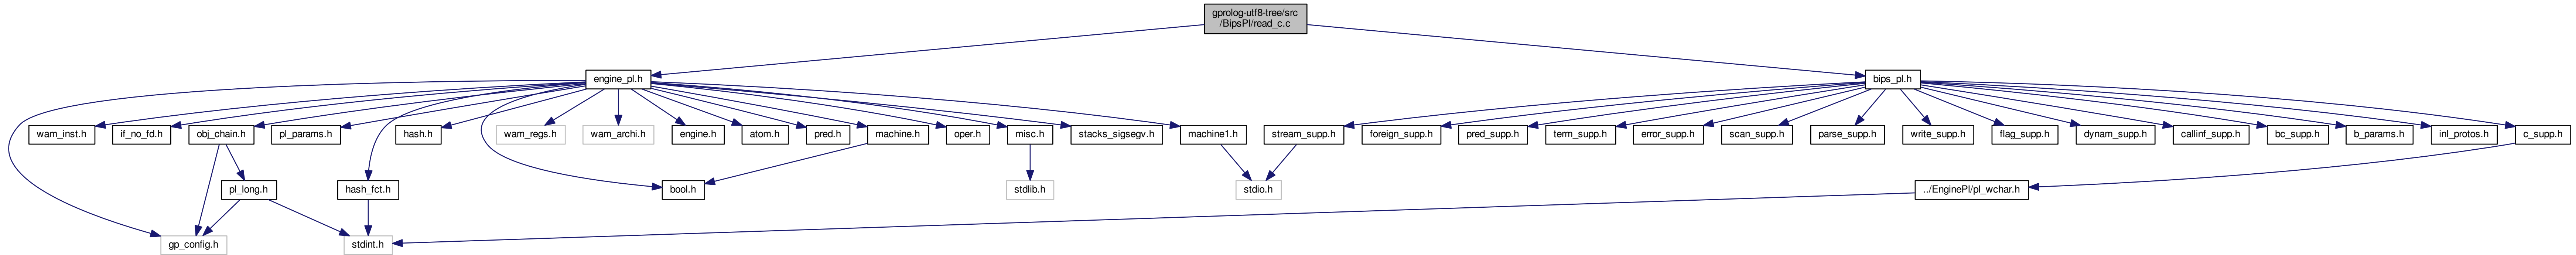 gprolog-utf8-tree/src
/BipsPl/read_c.c
engine_pl.h
bips_pl.h
wam_inst.h
if_no_fd.h
obj_chain.h
pl_params.h
hash.h
wam_regs.h
wam_archi.h
engine.h
atom.h
pred.h
machine.h
oper.h
misc.h
stacks_sigsegv.h
machine1.h
stream_supp.h
foreign_supp.h
pred_supp.h
term_supp.h
error_supp.h
scan_supp.h
parse_supp.h
write_supp.h
flag_supp.h
dynam_supp.h
callinf_supp.h
bc_supp.h
b_params.h
inl_protos.h
c_supp.h
pl_long.h
hash_fct.h
bool.h
stdlib.h
stdio.h
../EnginePl/pl_wchar.h
gp_config.h
stdint.h